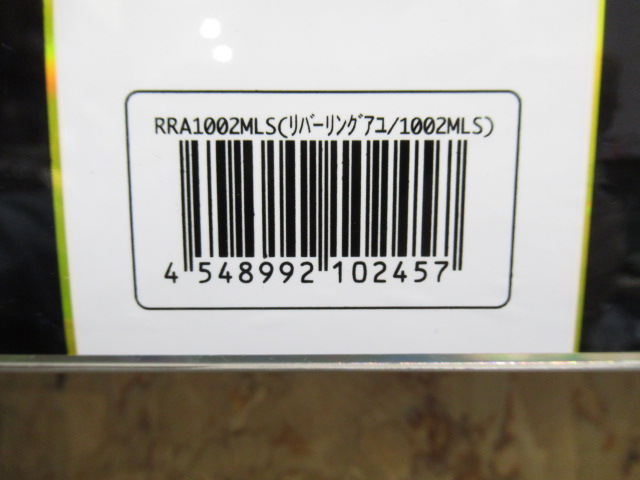 RRA1002MLS(ﾘﾊﾞｰﾘﾝｸﾞｱﾕ/1002MLS)
4 548992 102457